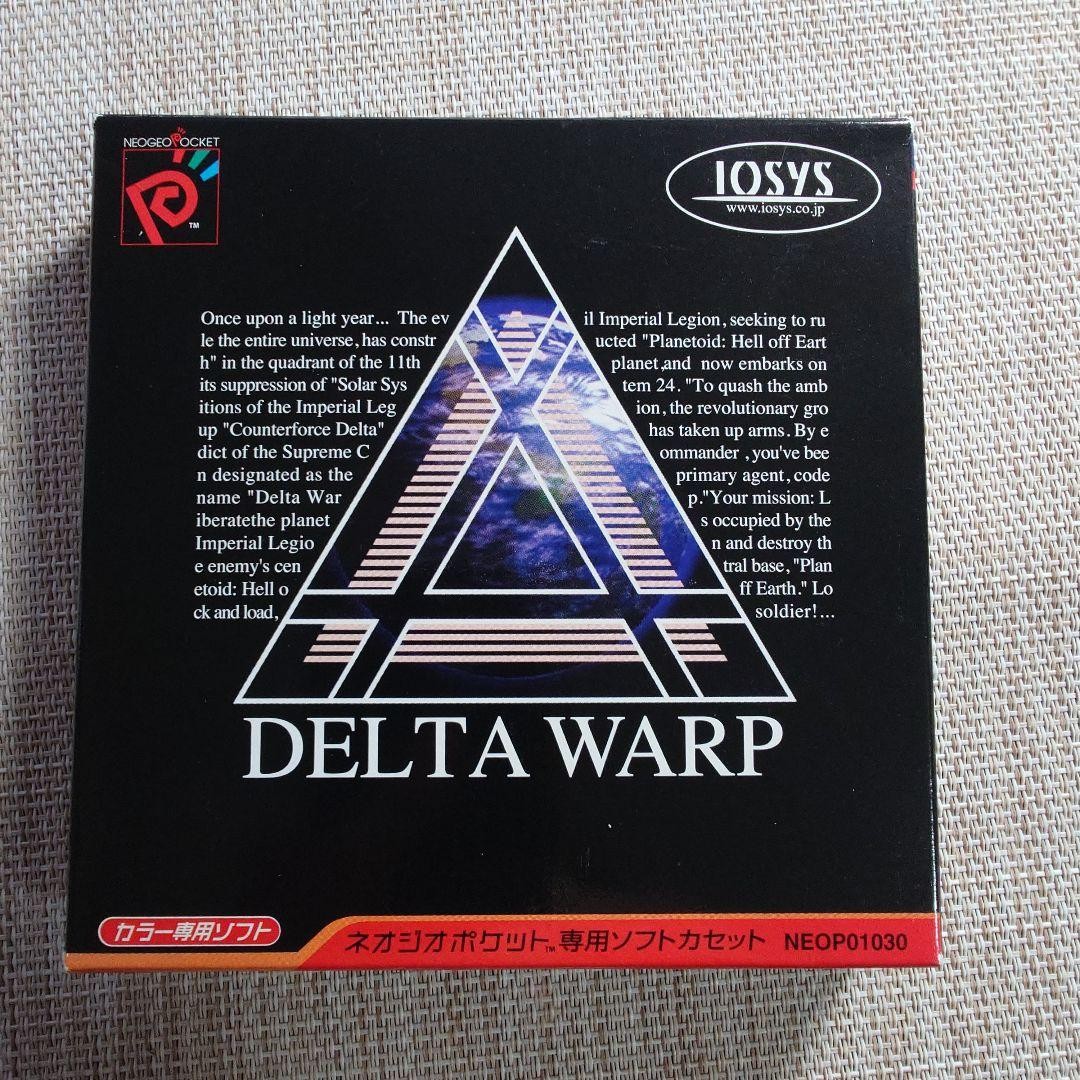 NEOGEO POCKET
TM
IOSYS
www.iosys.co.jp
Once upon a light year... The ev il Imperial Legion, seeking to ru
le the entire universe, has constr ucted "Planetoid: Hell off Eart
h" in the quadrant of the 11th planet,and now embarks on
its suppression of "Solar Sys tem 24. "To quash the amb
itions of the Imperial Leg ion, the revolutionary gro
up "Counterforce Delta" has taken up arms. By e
dict of the Supreme C ommander , you've bee
n designated as the primary agent, code
name "Delta War p."Your mission: L
iberatethe planet s occupied by the
Imperial Legio n and destroy th
e enemy's cen tral base, "Plan
etoid: Hell o ff Earth." Lo
ck and load, soldier!...
DELTA WARP
カラー専用ソフト
ネオジオポケット™専用ソフトカセット NEOP01030